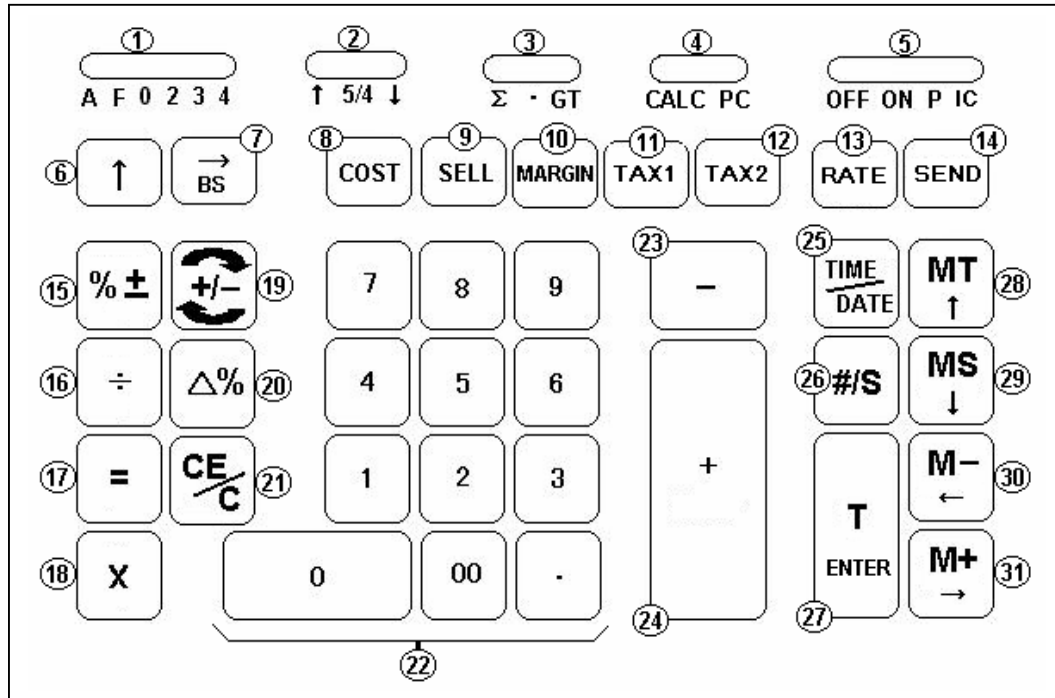 ① ② ③ ④ ⑤
A F 0 2 3 4 ↑ 5/4 ↓ Σ · GT CALC PC OFF ON P IC
⑥ ↑ ⑦ → BS ⑧ COST ⑨ SELL ⑩ MARGIN ⑪ TAX1 ⑫ TAX2 ⑬ RATE ⑭ SEND
⑮ % ± +/− ⑲ 7 8 9 ㉓ − ㉕ TIME DATE MT ↑ ㉘
⑯ ÷ △% ⑳ 4 5 6 ㉖ #/S MS ↓ ㉙
⑰ = CE/C ㉑ 1 2 3 + T ENTER M− ← ㉚
⑱ X 0 00 . ㉔ ㉗ M+ → ㉛
㉒